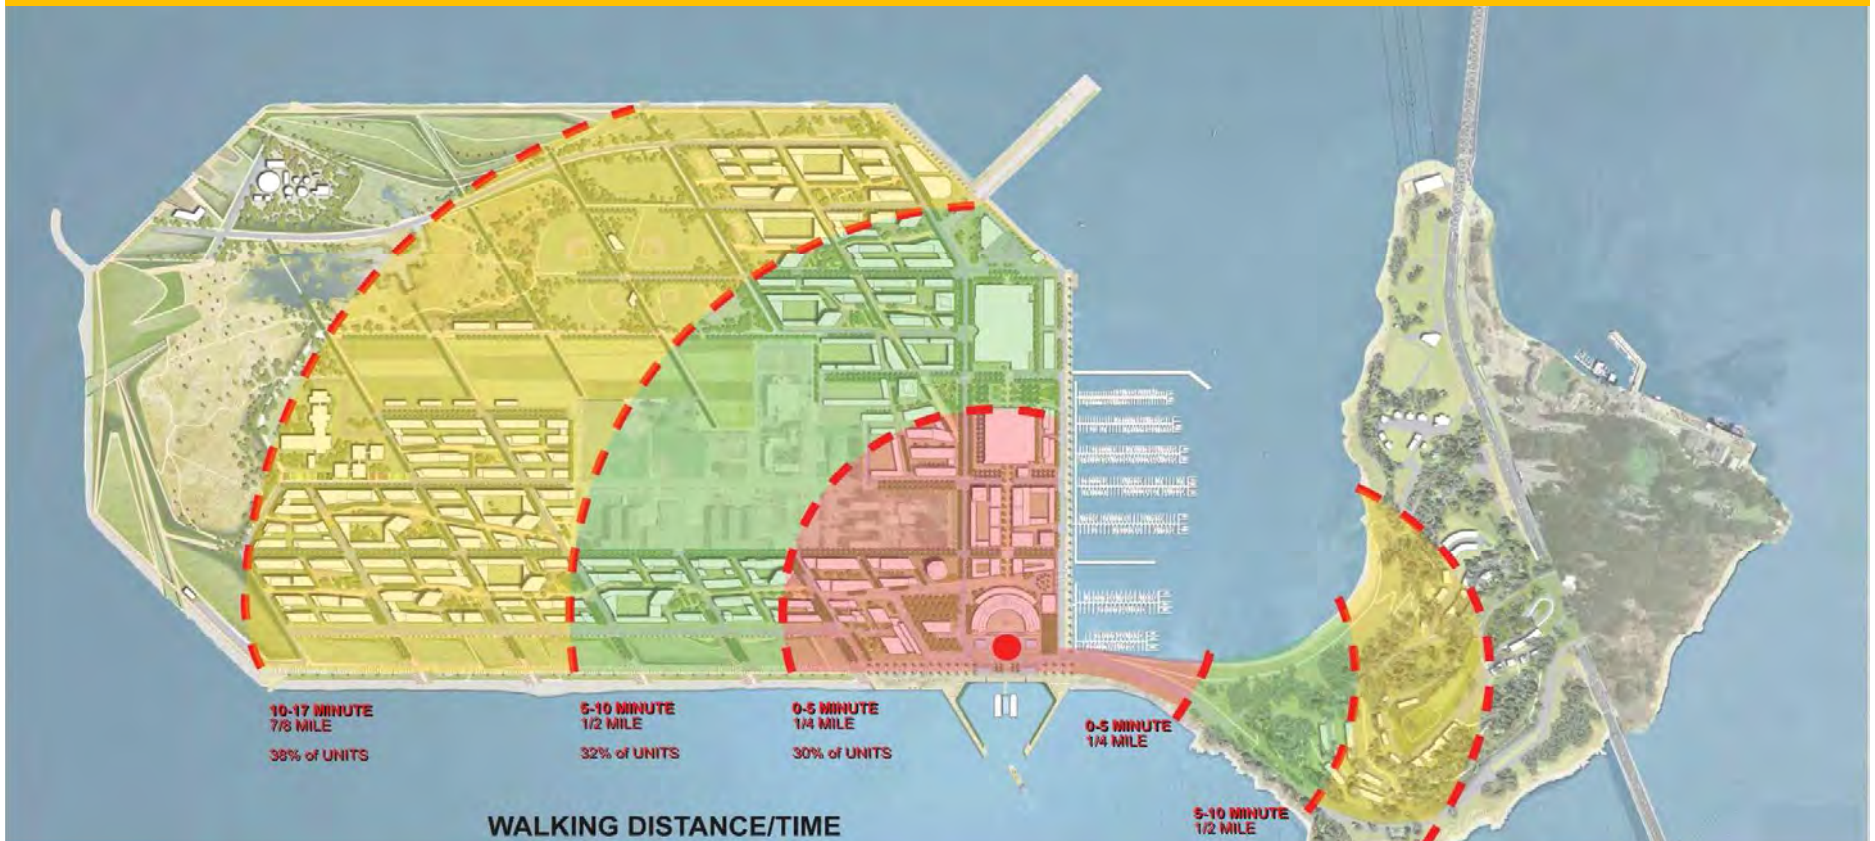 10-17 MINUTE
7/8 MILE
38% of UNITS
5-10 MINUTE
1/2 MILE
32% of UNITS
0-5 MINUTE
1/4 MILE
30% of UNITS
0-5 MINUTE
1/4 MILE
5-10 MINUTE
1/2 MILE
WALKING DISTANCE/TIME